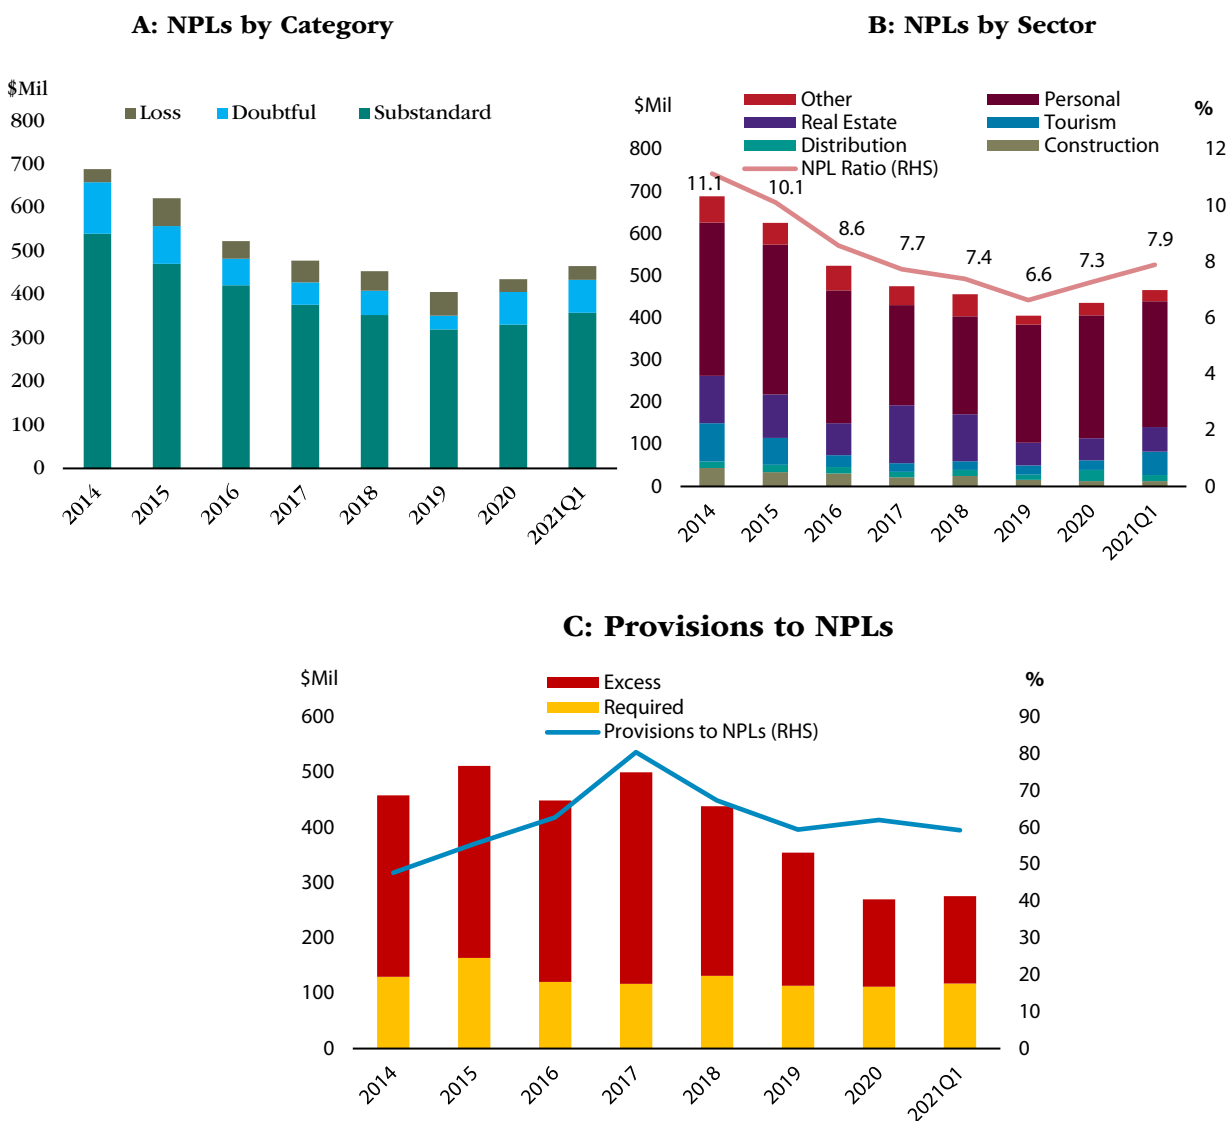 A: NPLs by Category
$Mil
Loss Doubtful Substandard
800
700
600
500
400
300
200
100
0
2014 2015 2016 2017 2018 2019 2020 2021Q1
B: NPLs by Sector
$Mil
%
Other Personal
Real Estate Tourism
Distribution Construction
NPL Ratio (RHS)
800
700
600
500
400
300
200
100
0
11.1 10.1 8.6 7.7 7.4 6.6 7.3 7.9
12
10
8
6
4
2
0
2014 2015 2016 2017 2018 2019 2020 2021Q1
C: Provisions to NPLs
$Mil
%
Excess
Required
Provisions to NPLs (RHS)
600
500
400
300
200
100
0
90
80
70
60
50
40
30
20
10
0
2014 2015 2016 2017 2018 2019 2020 2021Q1